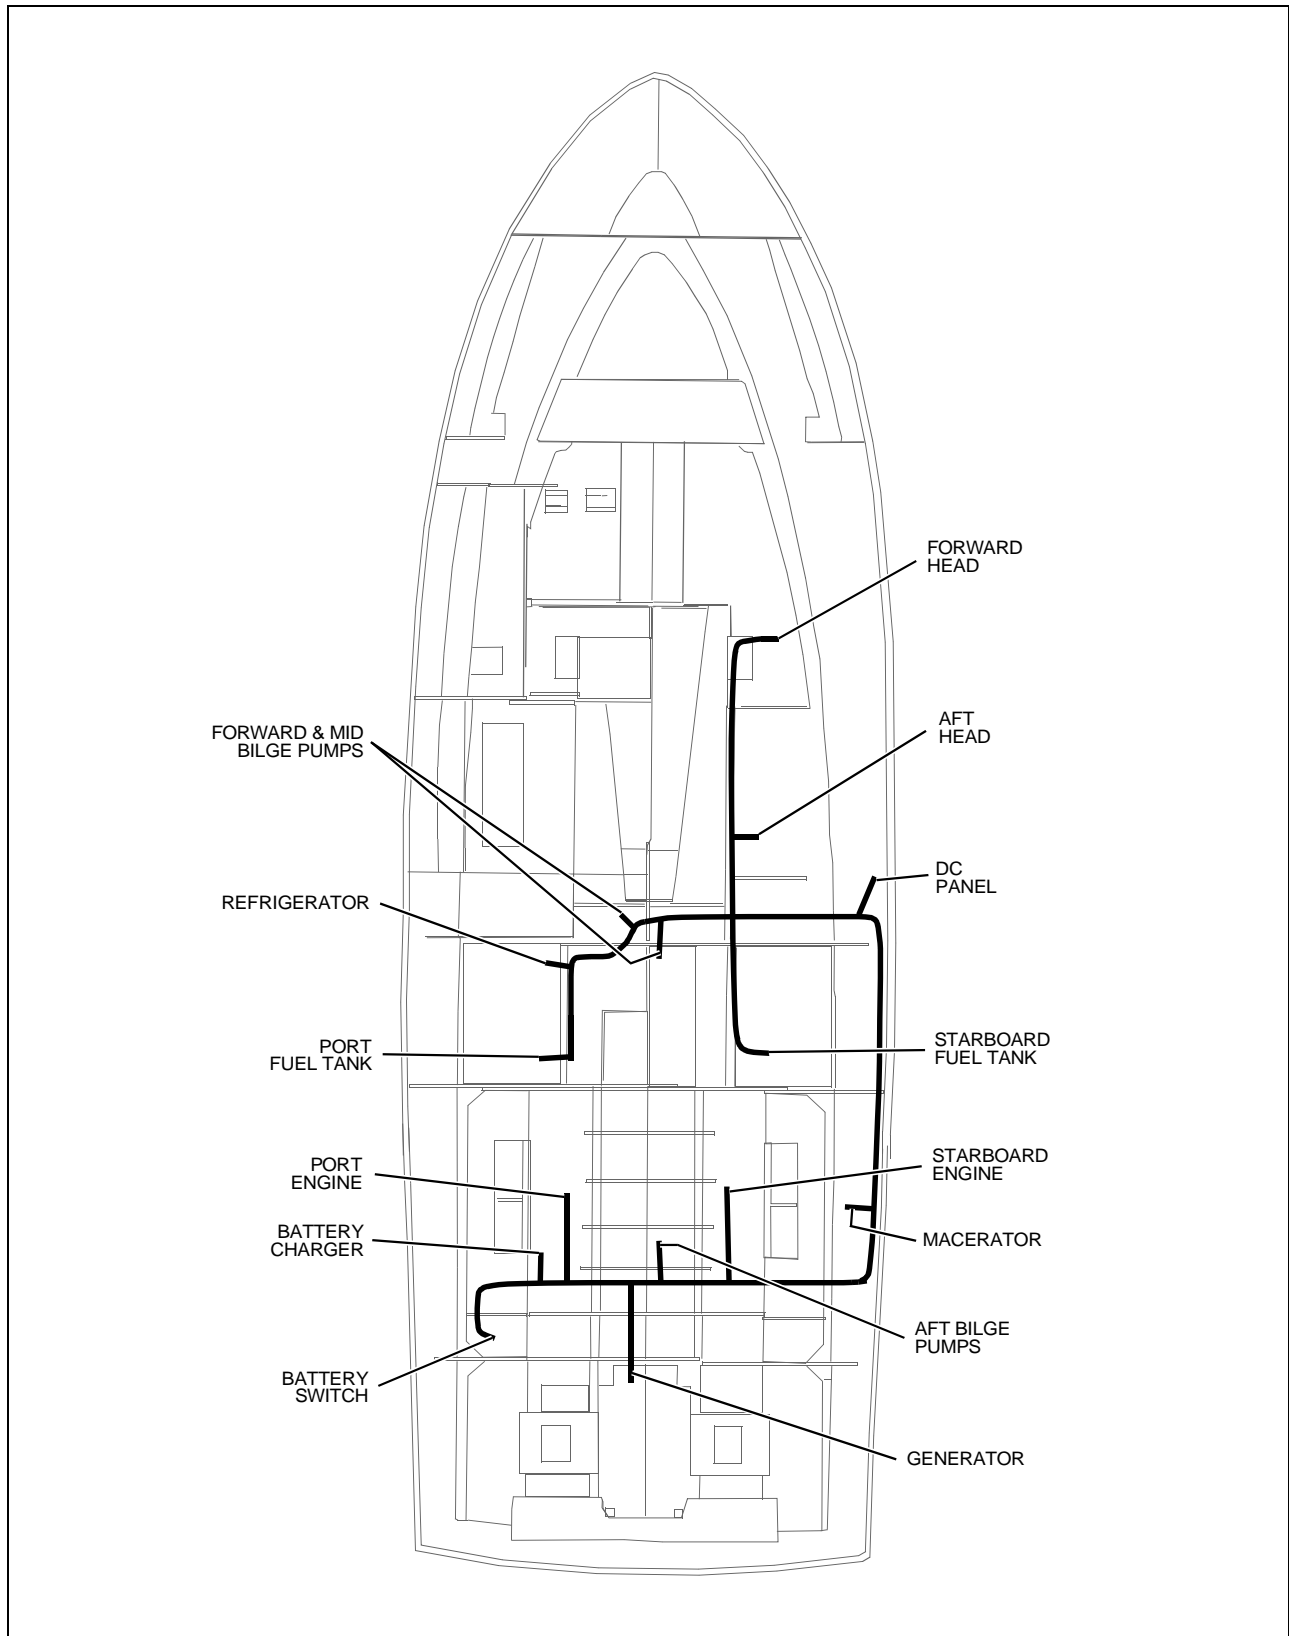 FORWARD
HEAD
AFT
HEAD
FORWARD & MID
BILGE PUMPS
DC
PANEL
REFRIGERATOR
PORT
FUEL TANK
STARBOARD
FUEL TANK
PORT
ENGINE
STARBOARD
ENGINE
BATTERY
CHARGER
MACERATOR
AFT BILGE
PUMPS
BATTERY
SWITCH
GENERATOR